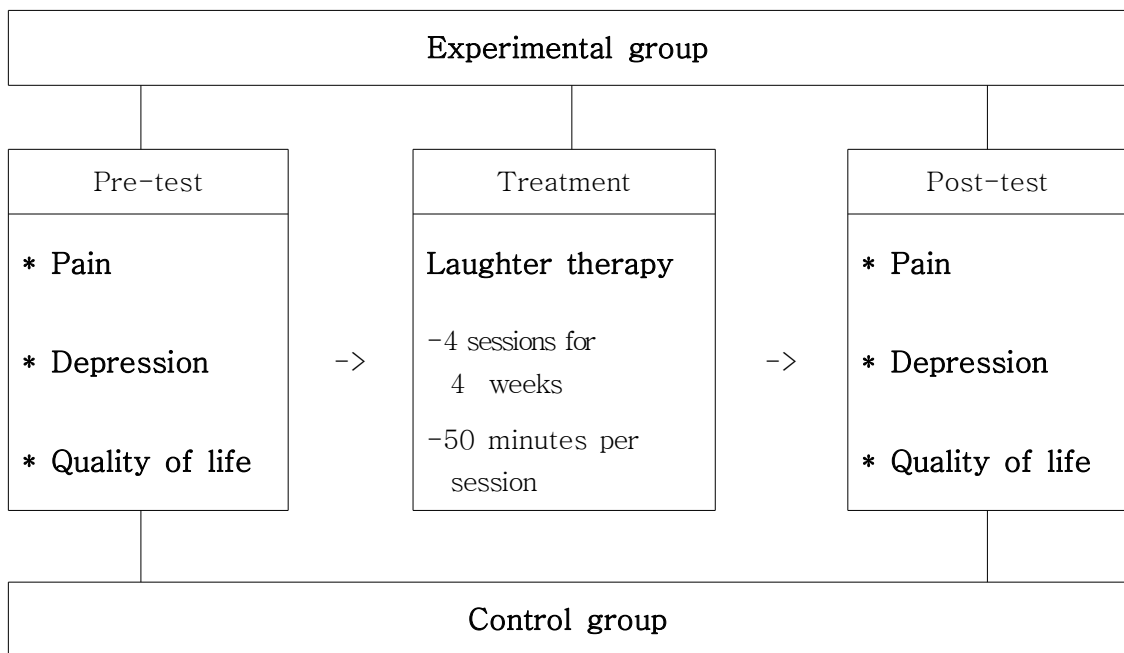 Experimental group
Pre-test
* Pain
* Depression
* Quality of life
->
Treatment
Laughter therapy
-4 sessions for
4 weeks
-50 minutes per
session
->
Post-test
* Pain
* Depression
* Quality of life
Control group